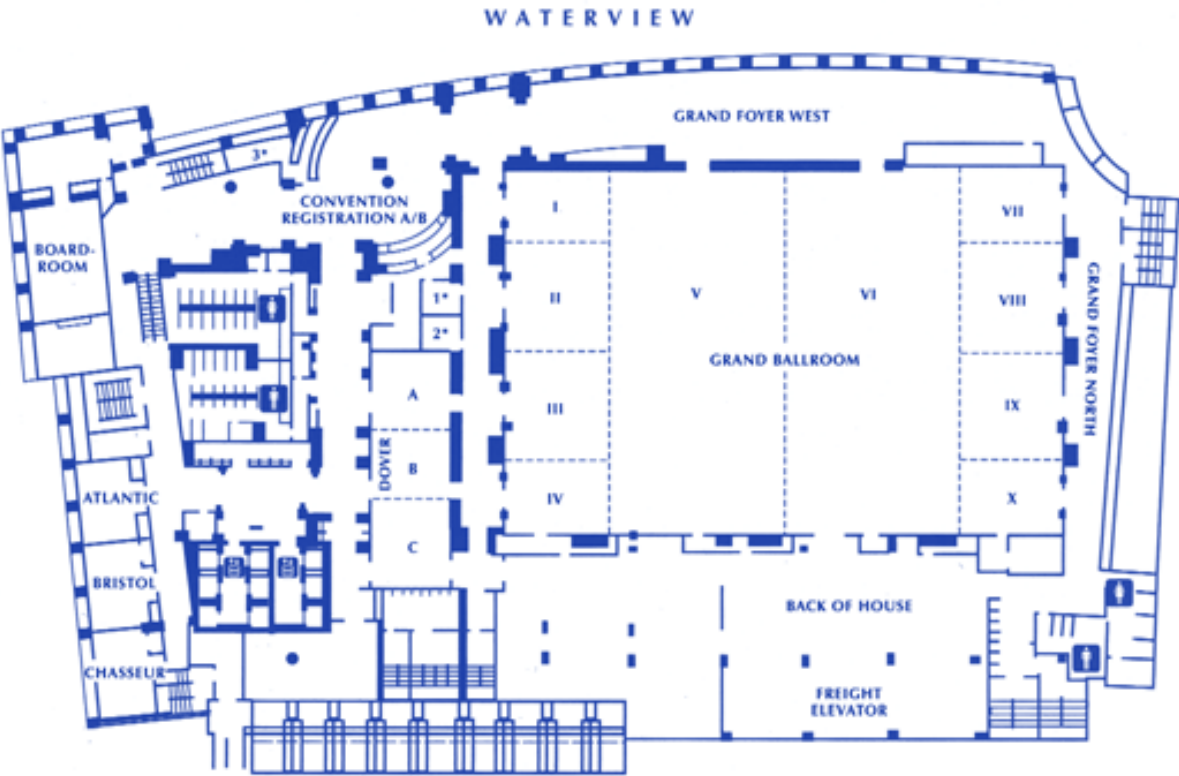 WATERVIEW
GRAND FOYER WEST
3*
CONVENTION
REGISTRATION A/B
BOARD-
ROOM
I
VII
II
V
VI
VIII
1*
2*
GRAND BALLROOM
GRAND FOYER NORTH
A
III
IX
DOVER
B
IV
X
ATLANTIC
C
BRISTOL
BACK OF HOUSE
CHASSEUR
FREIGHT
ELEVATOR